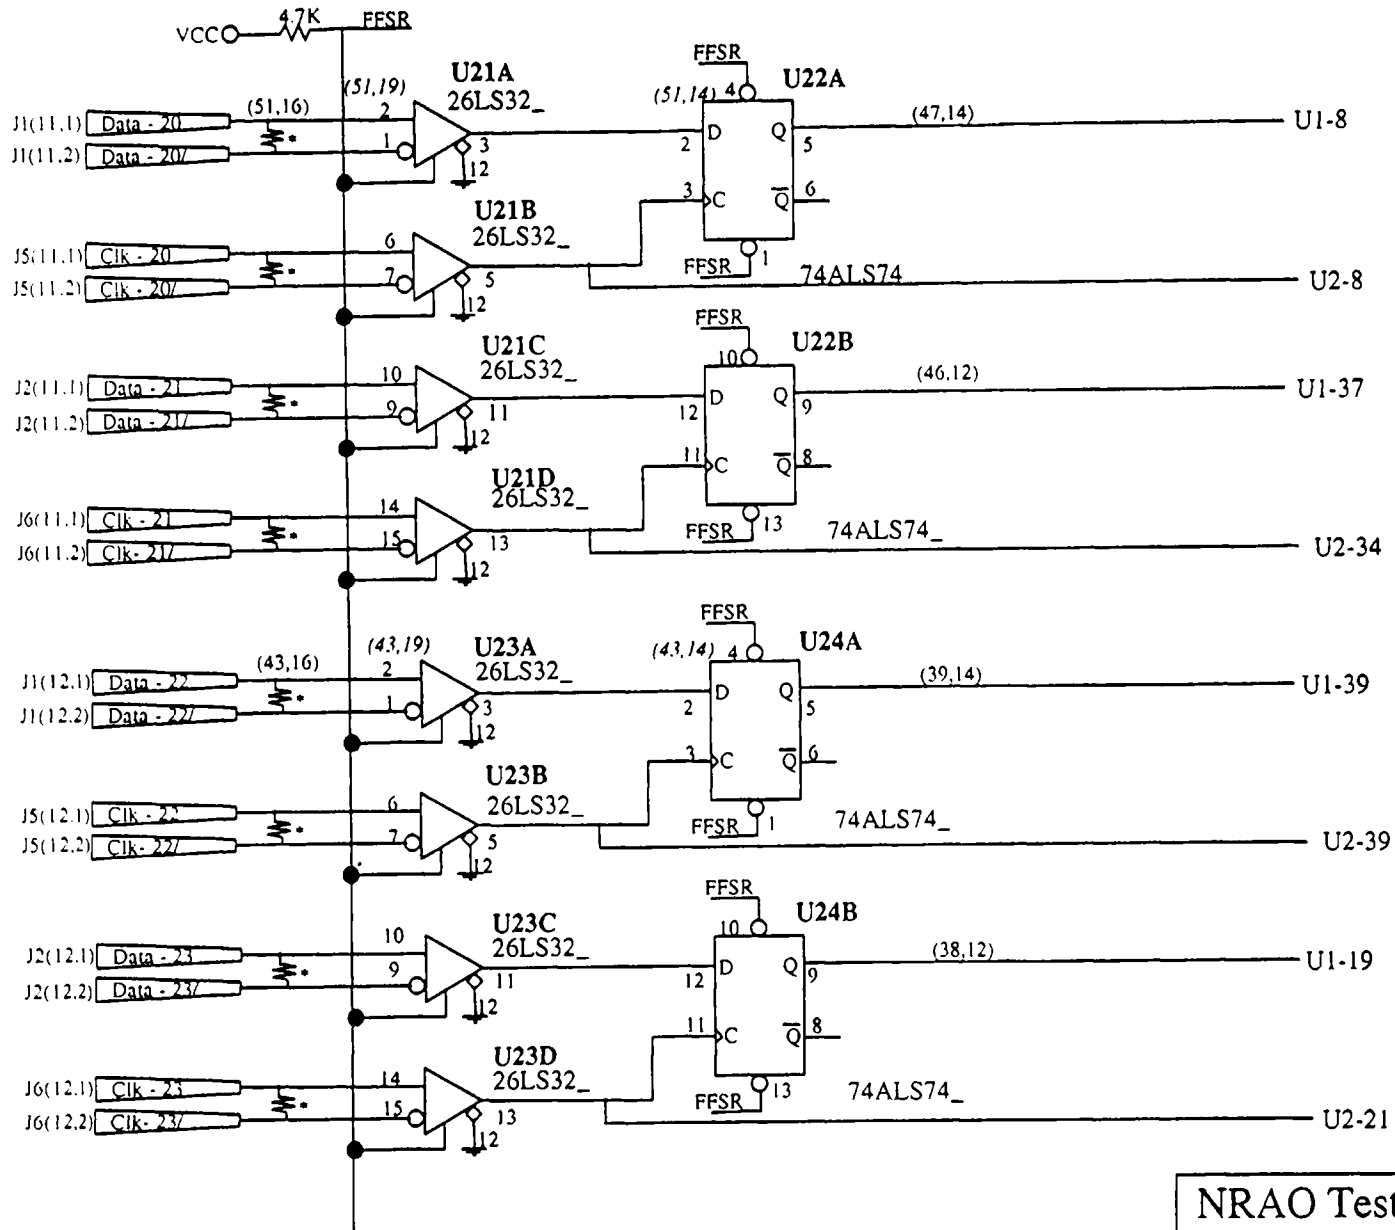 4.7K
VCC
FFSR
J1(11,1) Data - 20 (51,16) (51,19) 2 U21A 26LS32_ 3 12
J1(11,2) Data - 20/ 1
FFSR (51,14) 4 U22A
2 D Q 5 (47,14) U1-8
3 C Q 6
FFSR 1 74ALS74
J5(11,1) Clk - 20 6 U21B 26LS32_ 5 12
J5(11,2) Clk - 20/ 7
U2-8
J2(11,1) Data - 21 10 U21C 26LS32_ 11 12
J2(11,2) Data - 21/ 9
FFSR 10 U22B
12 D Q 9 (46,12) U1-37
11 C Q 8
FFSR 13 74ALS74_
J6(11,1) Clk - 21 14 U21D 26LS32_ 13 12
J6(11,2) Clk- 21/ 15
U2-34
J1(12,1) Data - 22 (43,16) (43,19) 2 U23A 26LS32_ 3 12
J1(12,2) Data - 22/ 1
FFSR (43,14) 4 U24A
2 D Q 5 (39,14) U1-39
3 C Q 6
FFSR 1 74ALS74_
J5(12,1) Clk - 22 6 U23B 26LS32_ 5 12
J5(12,2) Clk- 22/ 7
U2-39
J2(12,1) Data - 23 10 U23C 26LS32_ 11 12
J2(12,2) Data - 23/ 9
FFSR 10 U24B
12 D Q 9 (38,12) U1-19
11 C Q 8
FFSR 13 74ALS74_
J6(12,1) Clk - 23 14 U23D 26LS32_ 13 12
J6(12,2) Clk- 23/ 15
U2-21
NRAO Test